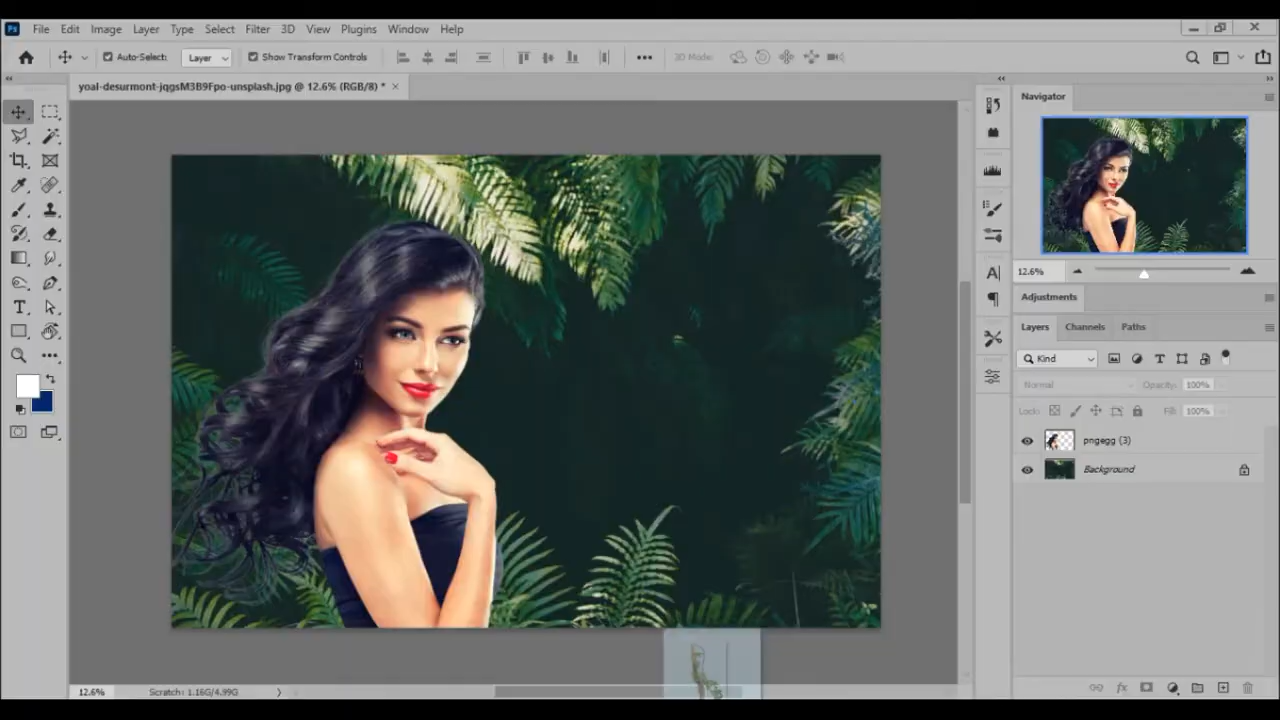 Ps File Edit Image Layer Type Select Filter 3D View Plugins Window Help
Auto-Select: Layer Show Transform Controls 3D Mode:
yoal-desurmont-jqgsM3B9Fpo-unsplash.jpg @ 12.6% (RGB/8) *
Navigator
12.6%
Adjustments
Layers Channels Paths
Kind
Normal Opacity: 100%
Lock: Fill: 100%
pngegg (3)
Background
12.6% Scratch: 1.16G/4.99G